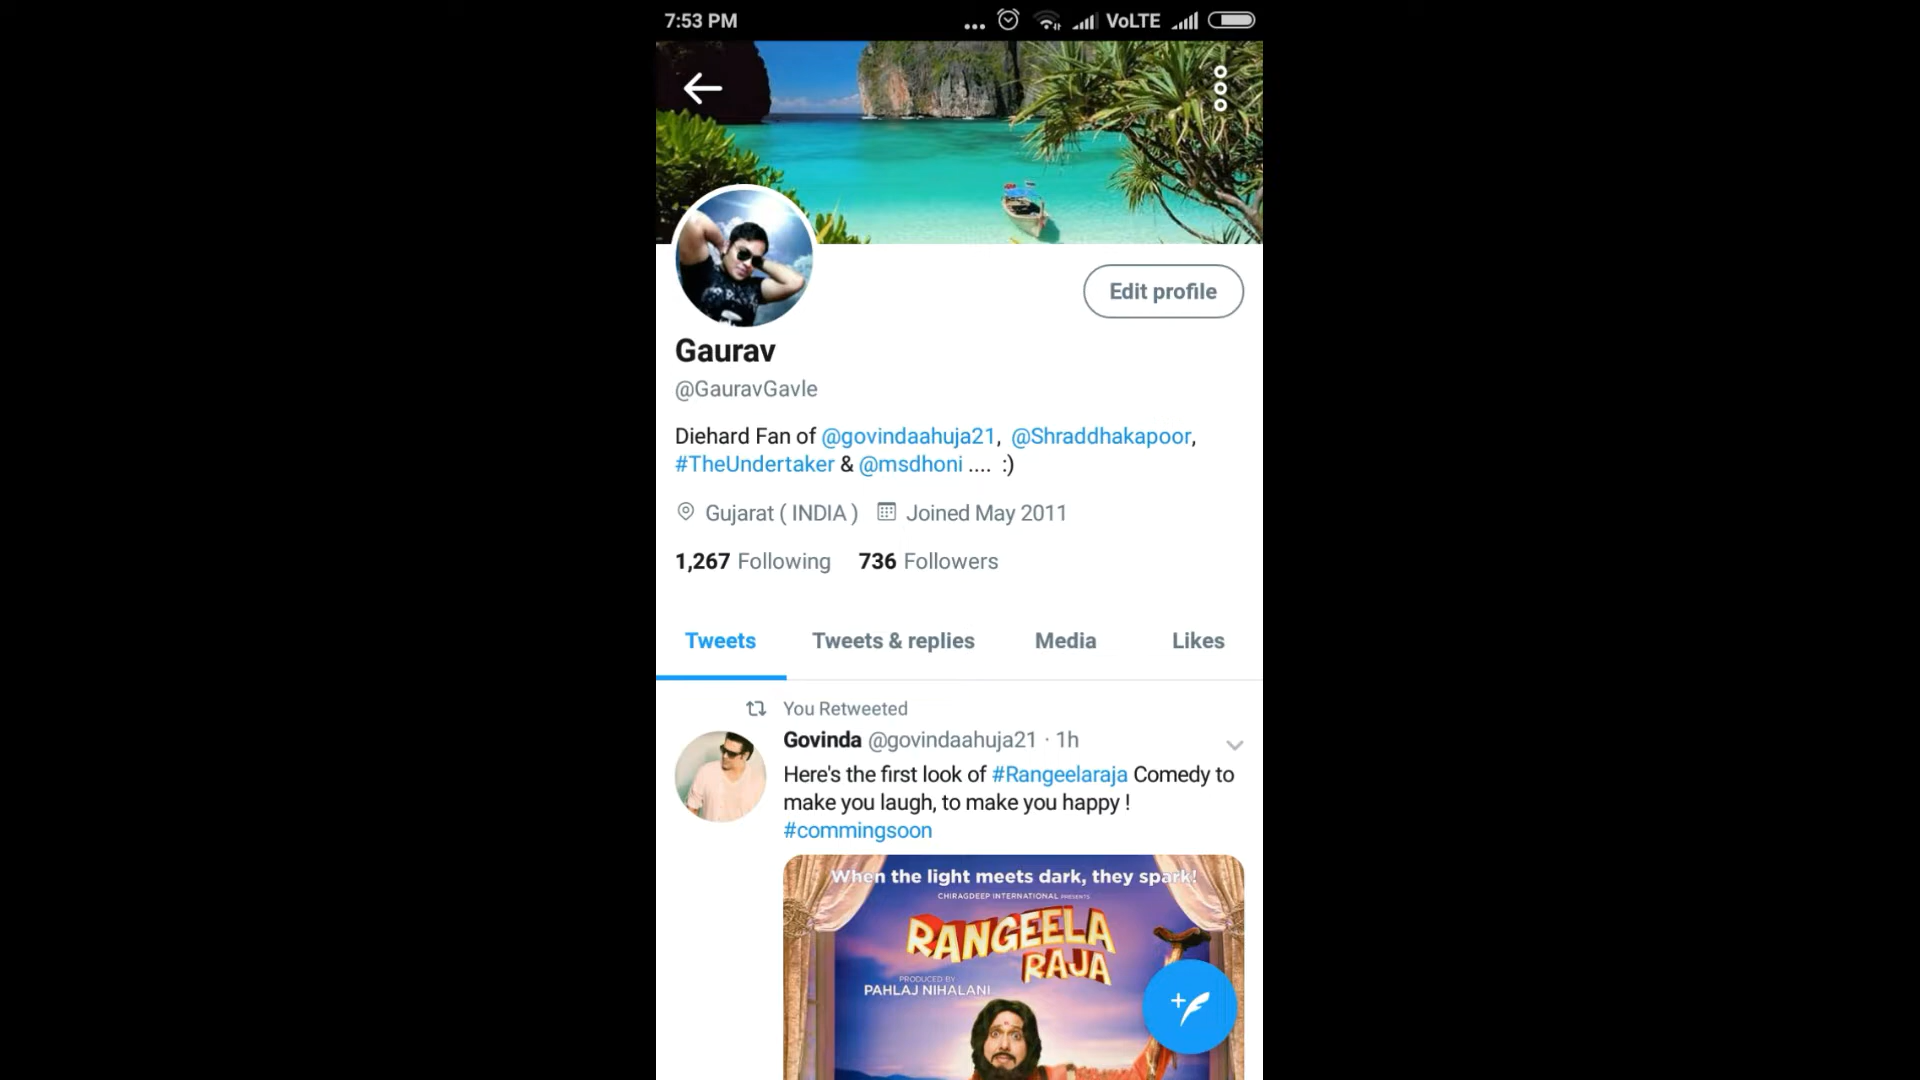 7:53 PM
VoLTE
Edit profile
Gaurav
@GauravGavle
Diehard Fan of @govindaahuja21, @Shraddhakapoor,
#TheUndertaker & @msdhoni .... :)
Gujarat ( INDIA ) Joined May 2011
1,267 Following 736 Followers
Tweets Tweets & replies Media Likes
You Retweeted
Govinda @govindaahuja21 · 1h
Here's the first look of #Rangeelaraja Comedy to
make you laugh, to make you happy !
#commingsoon
When the light meets dark, they spark!
CHIRAGDEEP INTERNATIONAL PRESENTS
RANGEELA
RAJA
PRODUCED BY
PAHLAJ NIHALANI